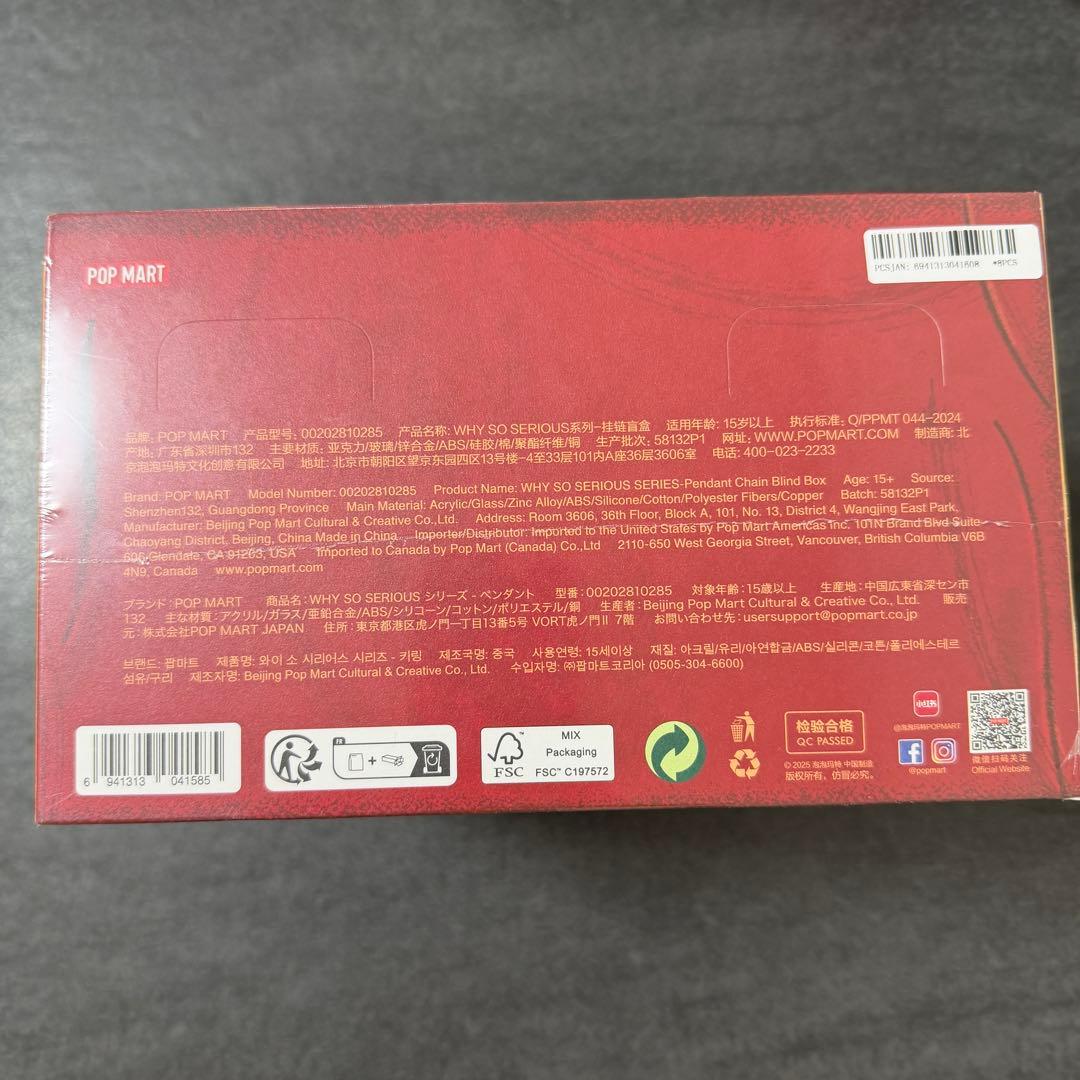 POP MART
PCSJAN: 6941313041608 *8PCS
品牌: POP MART 产品型号: 00202810285 产品名称: WHY SO SERIOUS系列-挂链盲盒 适用年龄: 15岁以上 执行标准: Q/PPMT 044-2024
产地: 广东省深圳市132 主要材质: 亚克力/玻璃/锌合金/ABS/硅胶/棉/聚酯纤维/铜 生产批次: 58132P1 网址: WWW.POPMART.COM 制造商: 北
京泡泡玛特文化创意有限公司 地址: 北京市朝阳区望京东园四区13号楼-4至33层101内A座36层3606室 电话: 400-023-2233
Brand: POP MART Model Number: 00202810285 Product Name: WHY SO SERIOUS SERIES-Pendant Chain Blind Box Age: 15+ Source:
Shenzhen132, Guangdong Province Main Material: Acrylic/Glass/Zinc Alloy/ABS/Silicone/Cotton/Polyester Fibers/Copper Batch: 58132P1
Manufacturer: Beijing Pop Mart Cultural & Creative Co.,Ltd. Address: Room 3606, 36th Floor, Block A, 101, No. 13, District 4, Wangjing East Park,
Chaoyang District, Beijing, China Made in China Importer/Distributor: Imported to the United States by Pop Mart Americas Inc. 101N Brand Blvd Suite
606 Glendale, CA 91203, USA Imported to Canada by Pop Mart (Canada) Co.,Ltd 2110-650 West Georgia Street, Vancouver, British Columbia V6B
4N9, Canada www.popmart.com
ブランド: POP MART 商品名: WHY SO SERIOUS シリーズ - ペンダント 型番: 00202810285 対象年齢: 15歳以上 生産地: 中国広東省深セン市
132 主な材質: アクリル/ガラス/亜鉛合金/ABS/シリコーン/コットン/ポリエステル/銅 生産者: Beijing Pop Mart Cultural & Creative Co., Ltd. 販売
元: 株式会社POP MART JAPAN 住所: 東京都港区虎ノ門一丁目13番5号 VORT虎ノ門Ⅱ 7階 お問い合わせ先: usersupport@popmart.co.jp
브랜드: 팝마트 제품명: 와이 소 시리어스 시리즈 - 키링 제조국명: 중국 사용연령: 15세이상 재질: 아크릴/유리/아연합금/ABS/실리콘/코튼/폴리에스테르
섬유/구리 제조자명: Beijing Pop Mart Cultural & Creative Co., Ltd. 수입자명: ㈜팝마트코리아 (0505-304-6600)
6 941313 041585
FR
+
FSC
MIX
Packaging
FSC™ C197572
检验合格
QC PASSED
© 2025 泡泡玛特 中国制造
版权所有，仿冒必究。
小红书
@泡泡玛特POPMART
@popmart
微信扫码关注
Official Website